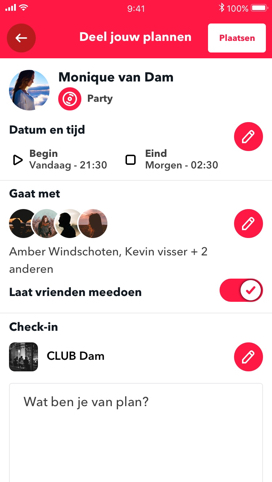 9:41
100%
Deel jouw plannen
Plaatsen
Monique van Dam
Party
Datum en tijd
Begin
Vandaag - 21:30
Eind
Morgen - 02:30
Gaat met
Amber Windschoten, Kevin visser + 2
anderen
Laat vrienden meedoen
Check-in
CLUB Dam
Wat ben je van plan?